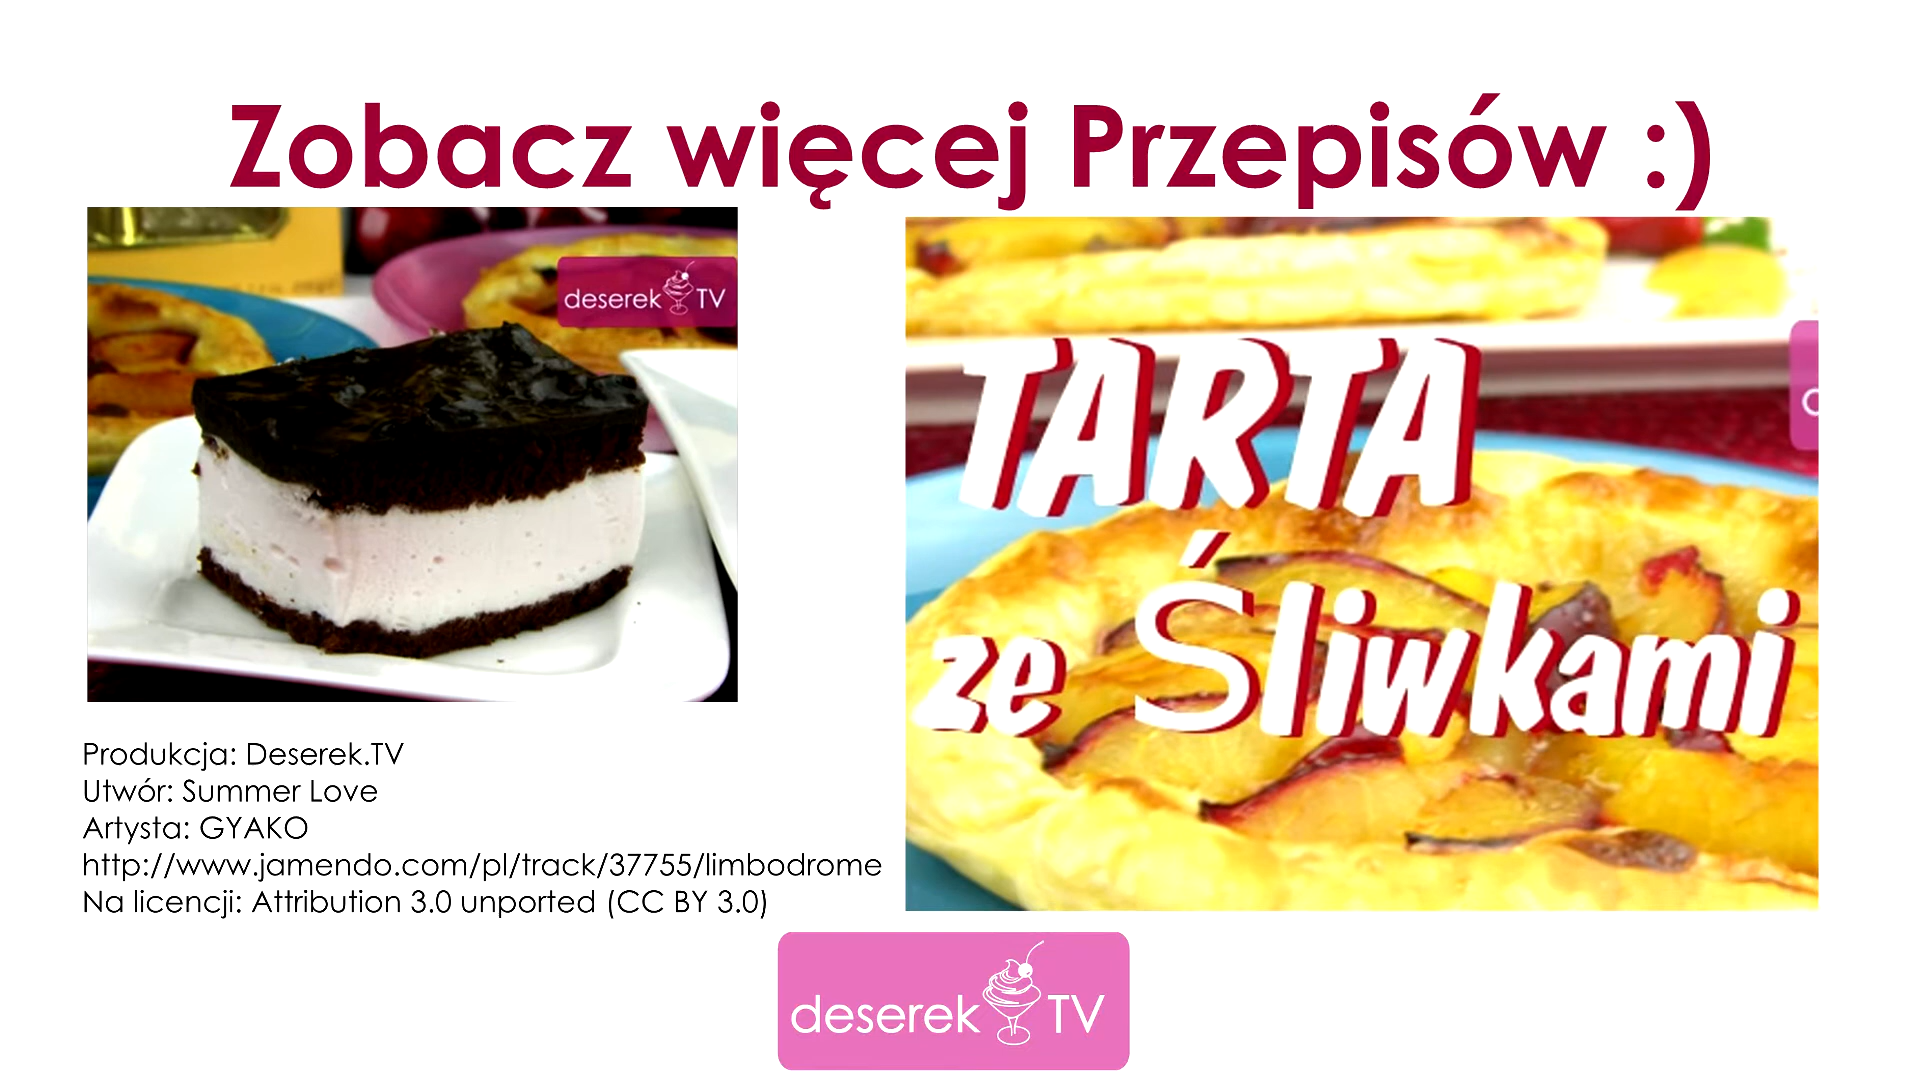 Zobacz więcej Przepisów :)
deserek TV
TARTA
ze Śliwkami
Produkcja: Deserek.TV
Utwór: Summer Love
Artysta: GYAKO
http://www.jamendo.com/pl/track/37755/limbodrome
Na licencji: Attribution 3.0 unported (CC BY 3.0)
deserek TV